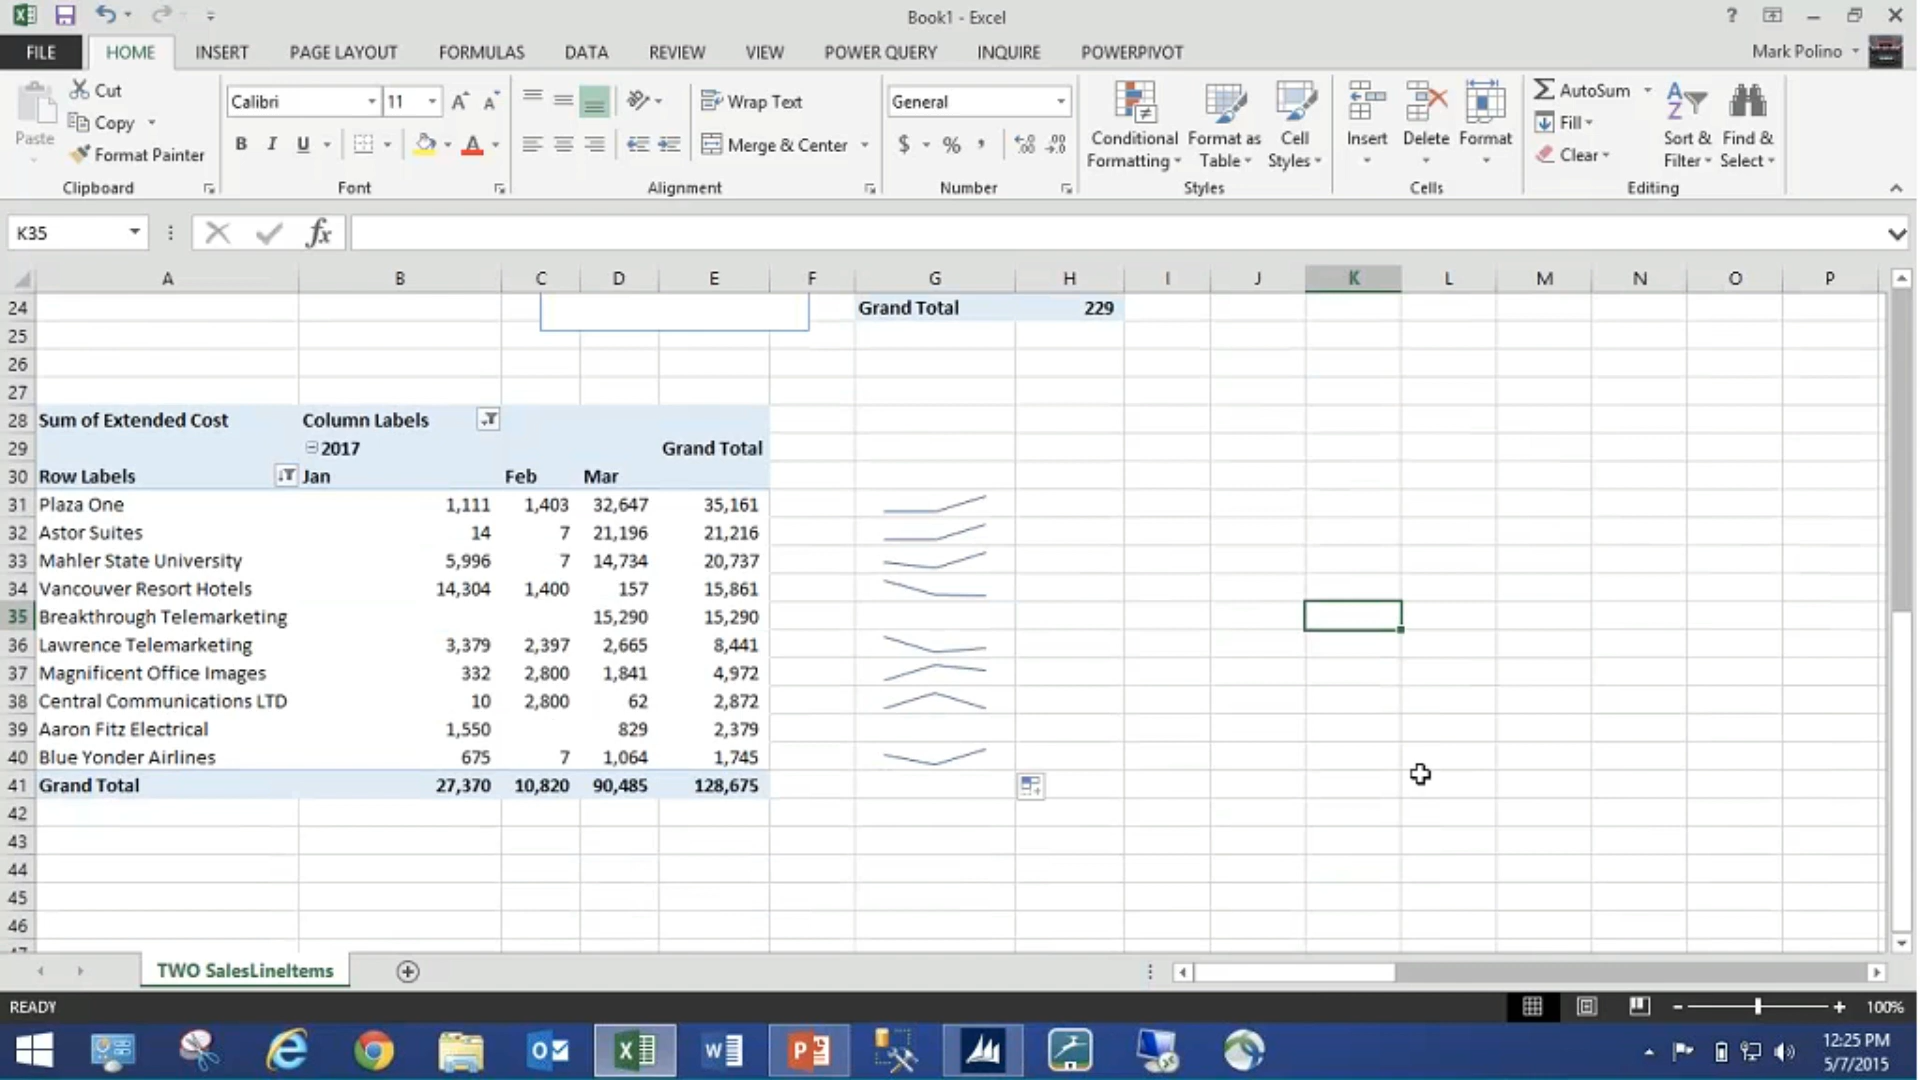 Book1 - Excel
?
FILE HOME INSERT PAGE LAYOUT FORMULAS DATA REVIEW VIEW POWER QUERY INQUIRE POWERPIVOT Mark Polino
Paste
Cut
Copy
Format Painter
Clipboard
Calibri 11
B I U
Font
Wrap Text
Merge & Center
Alignment
General
$ % ,
Number
Conditional Formatting
Format as Table
Cell Styles
Styles
Insert Delete Format
Cells
AutoSum
Fill
Clear
Sort & Filter
Find & Select
Editing
K35 fx
A B C D E F G H I J K L M N O P
24 Grand Total 229
25
26
27
28 Sum of Extended Cost Column Labels
29 2017 Grand Total
30 Row Labels Jan Feb Mar
31 Plaza One 1,111 1,403 32,647 35,161
32 Astor Suites 14 7 21,196 21,216
33 Mahler State University 5,996 7 14,734 20,737
34 Vancouver Resort Hotels 14,304 1,400 157 15,861
35 Breakthrough Telemarketing 15,290 15,290
36 Lawrence Telemarketing 3,379 2,397 2,665 8,441
37 Magnificent Office Images 332 2,800 1,841 4,972
38 Central Communications LTD 10 2,800 62 2,872
39 Aaron Fitz Electrical 1,550 829 2,379
40 Blue Yonder Airlines 675 7 1,064 1,745
41 Grand Total 27,370 10,820 90,485 128,675
42
43
44
45
46
TWO SalesLineItems
READY 100%
12:25 PM
5/7/2015